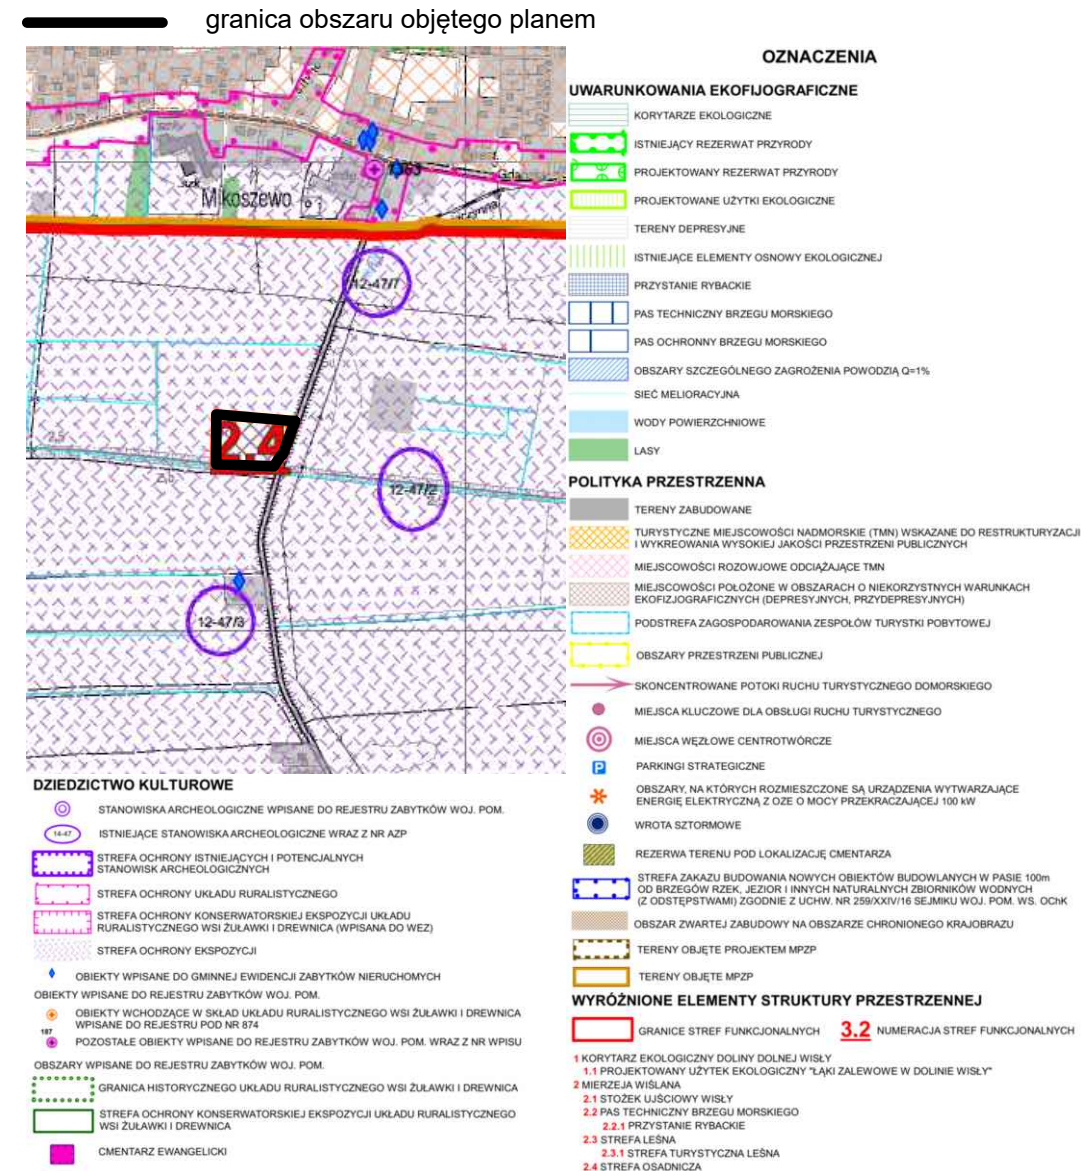 granica obszaru objętego planem
Mikoszewo
szk
12-47/7
2.4
2,5
2,5
12-47/2
12-47/3
DZIEDZICTWO KULTUROWE
STANOWISKA ARCHEOLOGICZNE WPISANE DO REJESTRU ZABYTKÓW WOJ. POM.
14-47
ISTNIEJĄCE STANOWISKA ARCHEOLOGICZNE WRAZ Z NR AZP
STREFA OCHRONY ISTNIEJĄCYCH I POTENCJALNYCH
STANOWISK ARCHEOLOGICZNYCH
STREFA OCHRONY UKŁADU RURALISTYCZNEGO
STREFA OCHRONY KONSERWATORSKIEJ EKSPOZYCJI UKŁADU
RURALISTYCZNEGO WSI ŻUŁAWKI I DREWNICA (WPISANA DO WEZ)
STREFA OCHRONY EKSPOZYCJI
OBIEKTY WPISANE DO GMINNEJ EWIDENCJI ZABYTKÓW NIERUCHOMYCH
OBIEKTY WPISANE DO REJESTRU ZABYTKÓW WOJ. POM.
OBIEKTY WCHODZĄCE W SKŁAD UKŁADU RURALISTYCZNEGO WSI ŻUŁAWKI I DREWNICA
WPISANE DO REJESTRU POD NR 874
187
POZOSTAŁE OBIEKTY WPISANE DO REJESTRU ZABYTKÓW WOJ. POM. WRAZ Z NR WPISU
OBSZARY WPISANE DO REJESTRU ZABYTKÓW WOJ. POM.
GRANICA HISTORYCZNEGO UKŁADU RURALISTYCZNEGO WSI ŻUŁAWKI I DREWNICA
STREFA OCHRONY KONSERWATORSKIEJ EKSPOZYCJI UKŁADU RURALISTYCZNEGO
WSI ŻUŁAWKI I DREWNICA
CMENTARZ EWANGELICKI
OZNACZENIA
UWARUNKOWANIA EKOFIJOGRAFICZNE
KORYTARZE EKOLOGICZNE
ISTNIEJĄCY REZERWAT PRZYRODY
PROJEKTOWANY REZERWAT PRZYRODY
PROJEKTOWANE UŻYTKI EKOLOGICZNE
TERENY DEPRESYJNE
ISTNIEJĄCE ELEMENTY OSNOWY EKOLOGICZNEJ
PRZYSTANIE RYBACKIE
PAS TECHNICZNY BRZEGU MORSKIEGO
PAS OCHRONNY BRZEGU MORSKIEGO
OBSZARY SZCZEGÓLNEGO ZAGROŻENIA POWODZIĄ Q=1%
SIEĆ MELIORACYJNA
WODY POWIERZCHNIOWE
LASY
POLITYKA PRZESTRZENNA
TERENY ZABUDOWANE
TURYSTYCZNE MIEJSCOWOŚCI NADMORSKIE (TMN) WSKAZANE DO RESTRUKTURYZACJI
I WYKREOWANIA WYSOKIEJ JAKOŚCI PRZESTRZENI PUBLICZNYCH
MIEJSCOWOŚCI ROZOWJOWE ODCIĄŻAJĄCE TMN
MIEJSCOWOŚCI POŁOŻONE W OBSZARACH O NIEKORZYSTNYCH WARUNKACH
EKOFIZJOGRAFICZNYCH (DEPRESYJNYCH, PRZYDEPRESYJNYCH)
PODSTREFA ZAGOSPODAROWANIA ZESPOŁÓW TURYSTKI POBYTOWEJ
OBSZARY PRZESTRZENI PUBLICZNEJ
SKONCENTROWANE POTOKI RUCHU TURYSTYCZNEGO DOMORSKIEGO
MIEJSCA KLUCZOWE DLA OBSŁUGI RUCHU TURYSTYCZNEGO
MIEJSCA WĘZŁOWE CENTROTWÓRCZE
P
PARKINGI STRATEGICZNE
OBSZARY, NA KTÓRYCH ROZMIESZCZONE SĄ URZĄDZENIA WYTWARZAJĄCE
ENERGIĘ ELEKTRYCZNĄ Z OZE O MOCY PRZEKRACZAJĄCEJ 100 kW
WROTA SZTORMOWE
REZERWA TERENU POD LOKALIZACJĘ CMENTARZA
STREFA ZAKAZU BUDOWANIA NOWYCH OBIEKTÓW BUDOWLANYCH W PASIE 100m
OD BRZEGÓW RZEK, JEZIOR I INNYCH NATURALNYCH ZBIORNIKÓW WODNYCH
(Z ODSTĘPSTWAMI) ZGODNIE Z UCHW. NR 259/XXIV/16 SEJMIKU WOJ. POM. WS. OChK
OBSZAR ZWARTEJ ZABUDOWY NA OBSZARZE CHRONIONEGO KRAJOBRAZU
TERENY OBJĘTE PROJEKTEM MPZP
TERENY OBJĘTE MPZP
WYRÓŻNIONE ELEMENTY STRUKTURY PRZESTRZENNEJ
GRANICE STREF FUNKCJONALNYCH
3.2 NUMERACJA STREF FUNKCJONALNYCH
1 KORYTARZ EKOLOGICZNY DOLINY DOLNEJ WISŁY
1.1 PROJEKTOWANY UŻYTEK EKOLOGICZNY "ŁĄKI ZALEWOWE W DOLINIE WISŁY"
2 MIERZEJA WIŚLANA
2.1 STOŻEK UJŚCIOWY WISŁY
2.2 PAS TECHNICZNY BRZEGU MORSKIEGO
2.2.1 PRZYSTANIE RYBACKIE
2.3 STREFA LEŚNA
2.3.1 STREFA TURYSTYCZNA LEŚNA
2.4 STREFA OSADNICZA